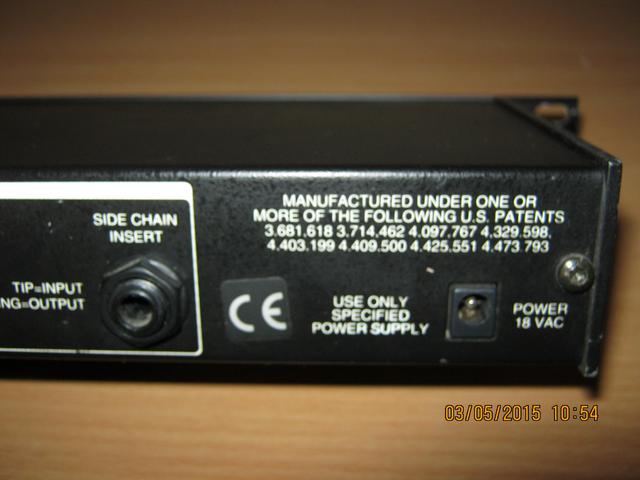 SIDE CHAIN
INSERT
TIP=INPUT
NG=OUTPUT
CE
MANUFACTURED UNDER ONE OR
MORE OF THE FOLLOWING U.S. PATENTS
3.681.618 3.714.462 4.097.767 4.329.598.
4.403.199 4.409.500 4.425.551 4.473.793
USE ONLY
SPECIFIED
POWER SUPPLY
POWER
18 VAC
03/05/2015 10:54